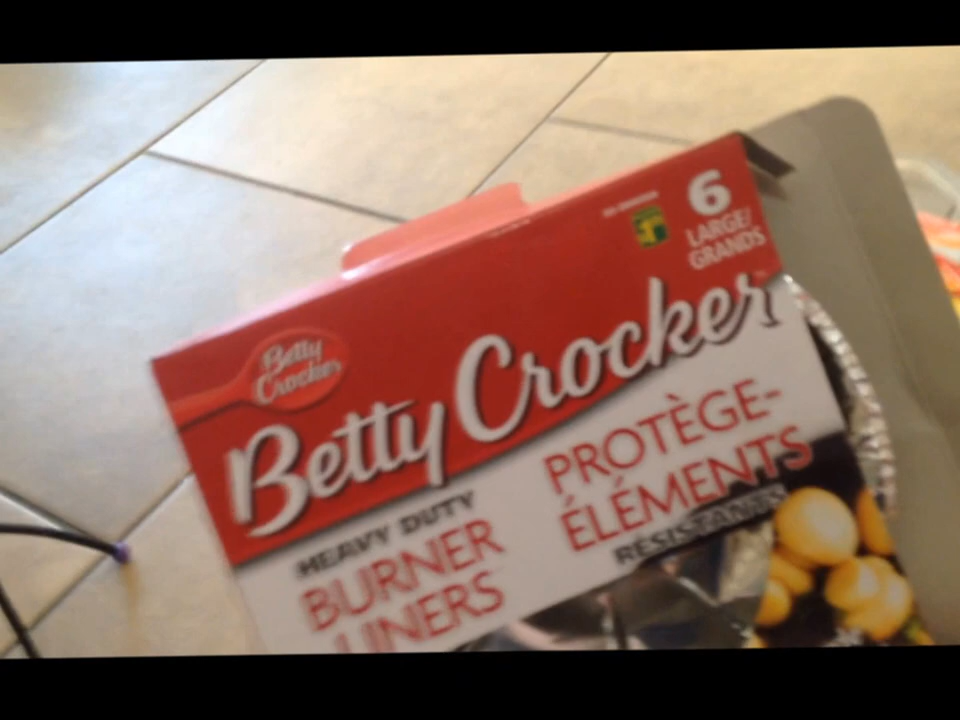 6
LARGE/
GRANDS
Betty
Crocker
Betty Crocker
HEAVY DUTY
BURNER
LINERS
PROTÈGE-
ÉLÉMENTS
RÉSISTANTS